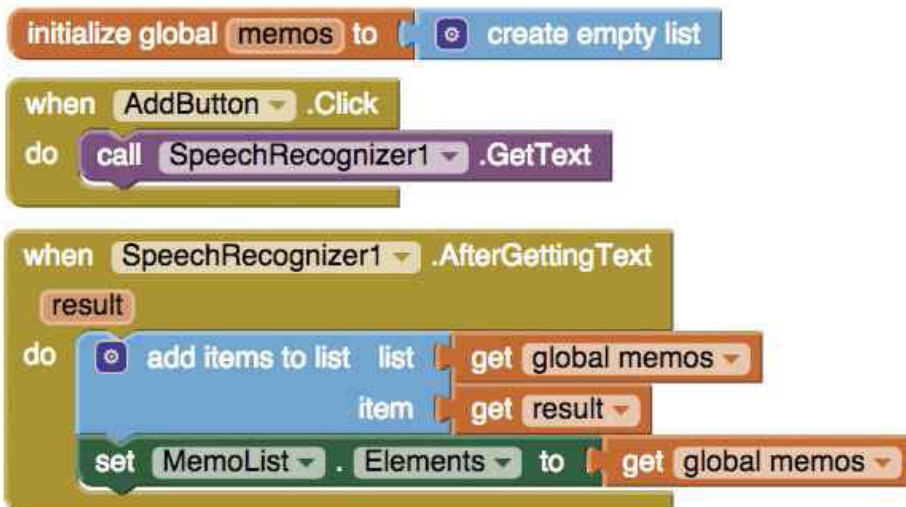 initialize global memos to create empty list
when AddButton .Click
do call SpeechRecognizer1 .GetText
when SpeechRecognizer1 .AfterGettingText
result
do add items to list list get global memos
item get result
set MemoList . Elements to get global memos